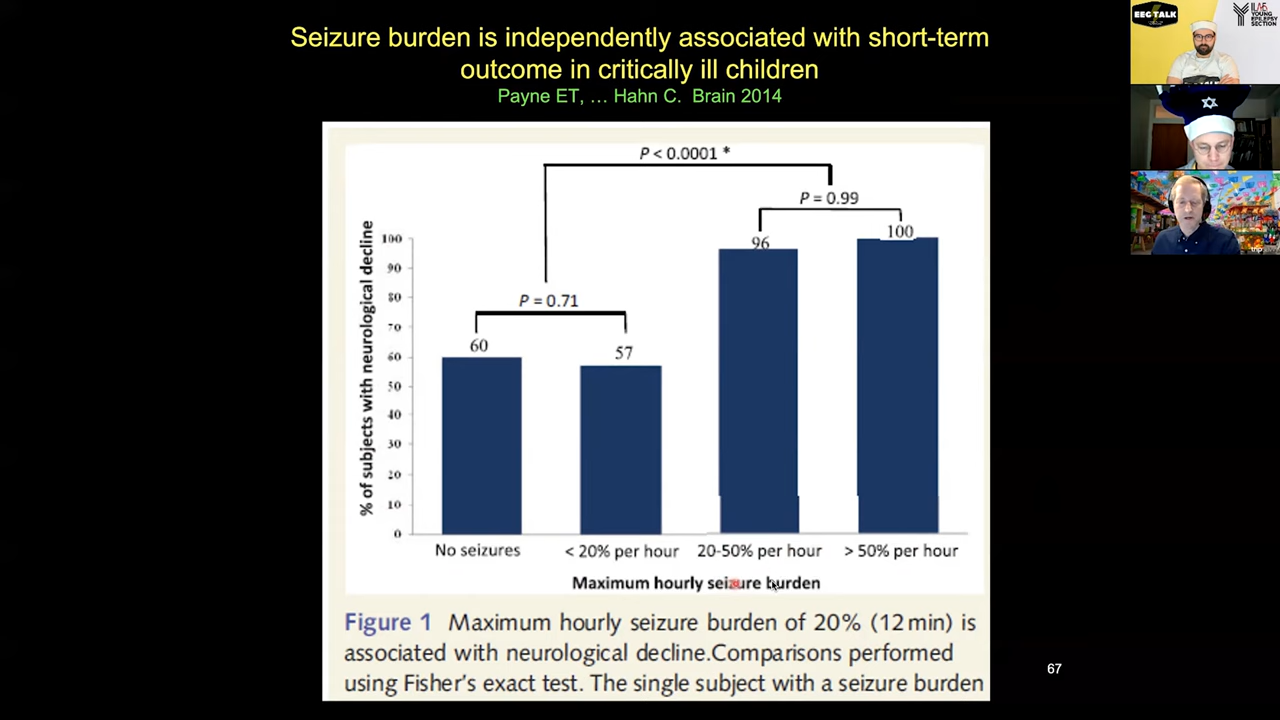 Seizure burden is independently associated with short-term
outcome in critically ill children
Payne ET, … Hahn C. Brain 2014
P < 0.0001 *
P = 0.99
96
100
P = 0.71
60
57
% of subjects with neurological decline
100
90
80
70
60
50
40
30
20
10
0
No seizures
< 20% per hour
20-50% per hour
> 50% per hour
Maximum hourly seizure burden
Figure 1 Maximum hourly seizure burden of 20% (12 min) is
associated with neurological decline.Comparisons performed
using Fisher's exact test. The single subject with a seizure burden
67
EEG TALK
YOUNG
EPILEPSY
SECTION